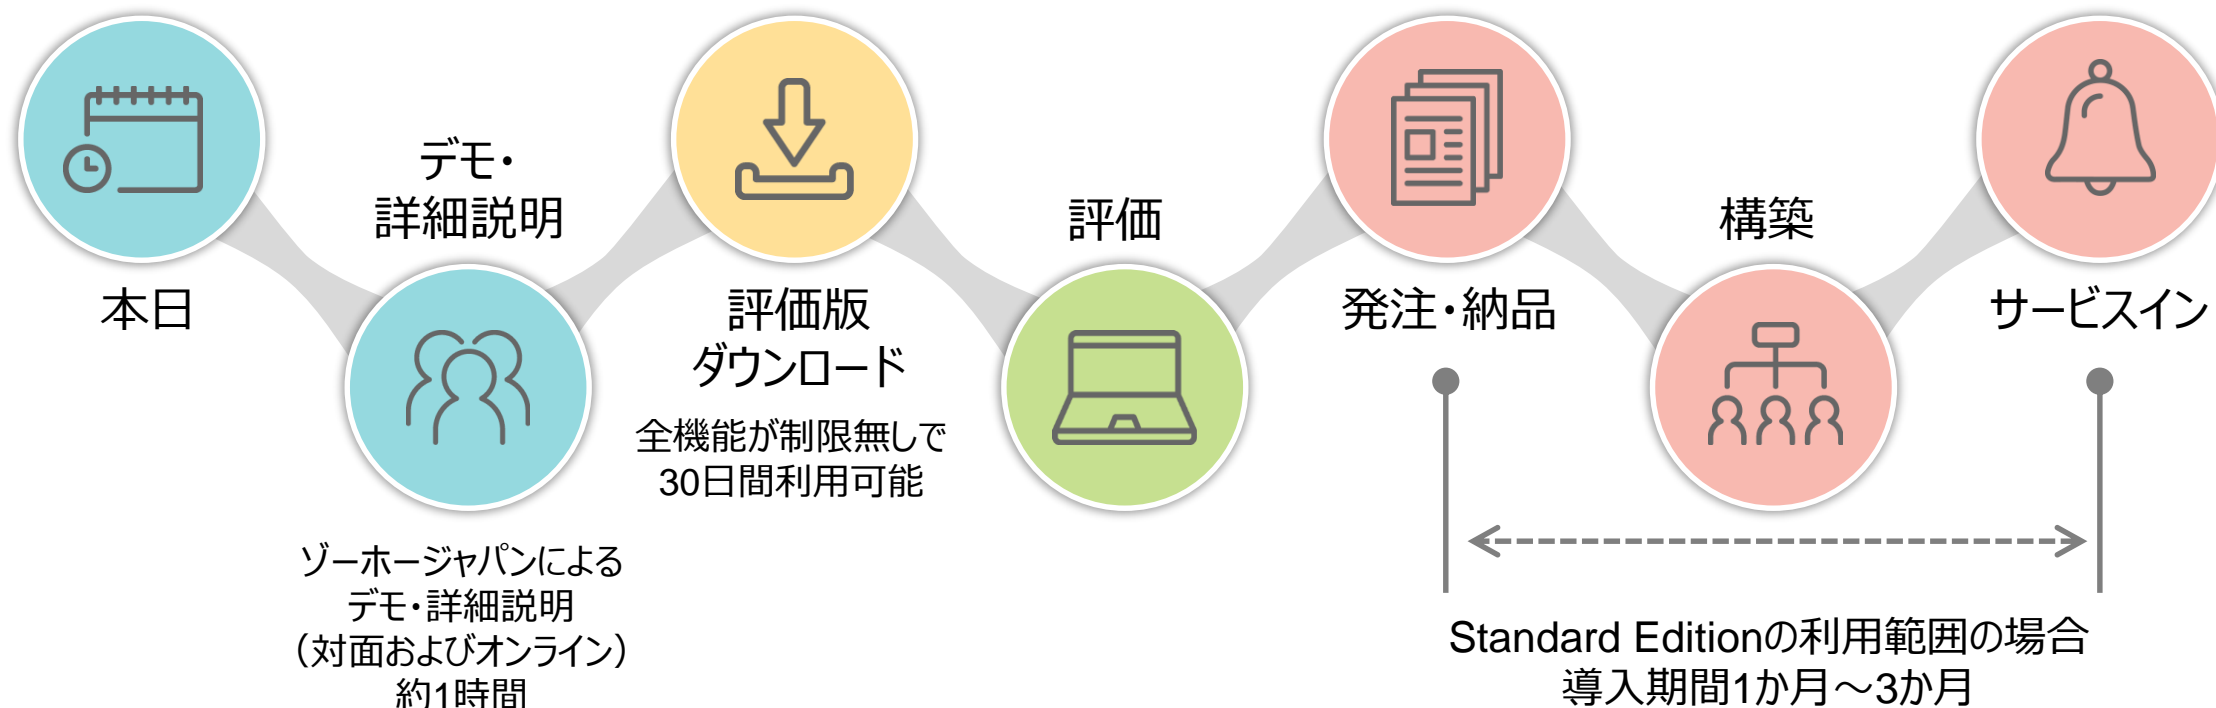 本日
デモ・
詳細説明
ゾーホージャパンによる
デモ・詳細説明
（対面およびオンライン）
約1時間
評価版
ダウンロード
全機能が制限無しで
30日間利用可能
評価
発注・納品
構築
サービスイン
Standard Editionの利用範囲の場合
導入期間1か月～3か月